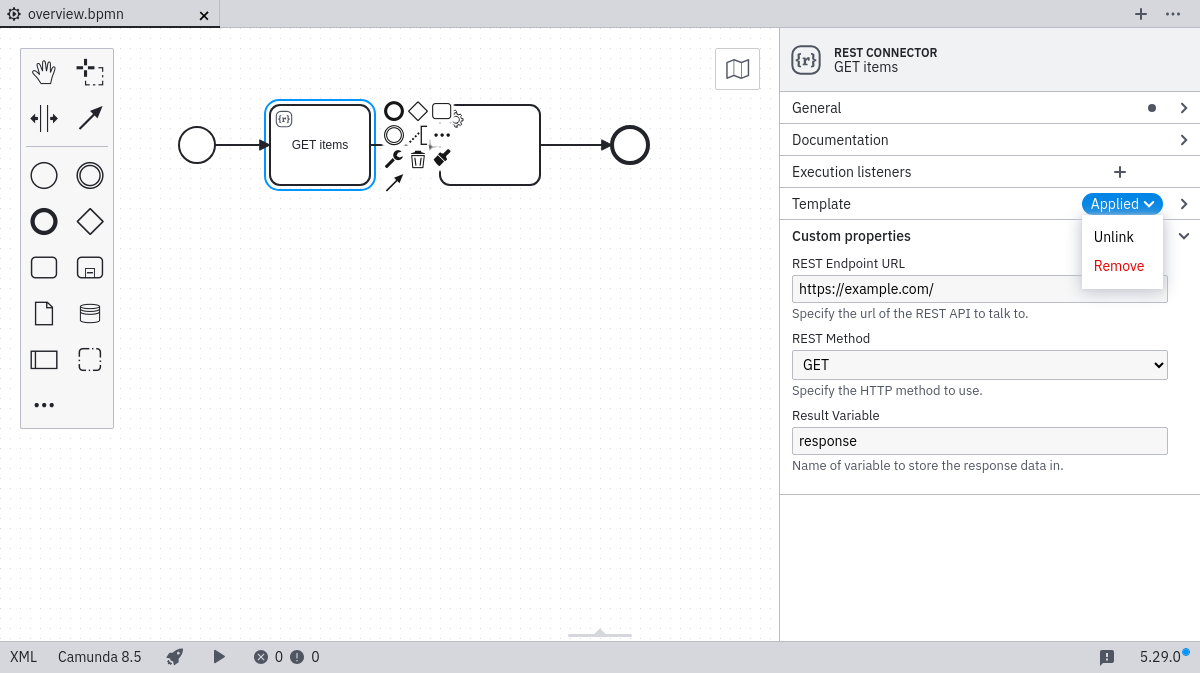 overview.bpmn
REST CONNECTOR
{r}
GET items
General
Documentation
Execution listeners
Template
Applied
Unlink
Remove
Custom properties
REST Endpoint URL
https://example.com/
Specify the url of the REST API to talk to.
REST Method
GET
Specify the HTTP method to use.
Result Variable
response
Name of variable to store the response data in.
{r}
GET items
XML
Camunda 8.5
0
0
5.29.0